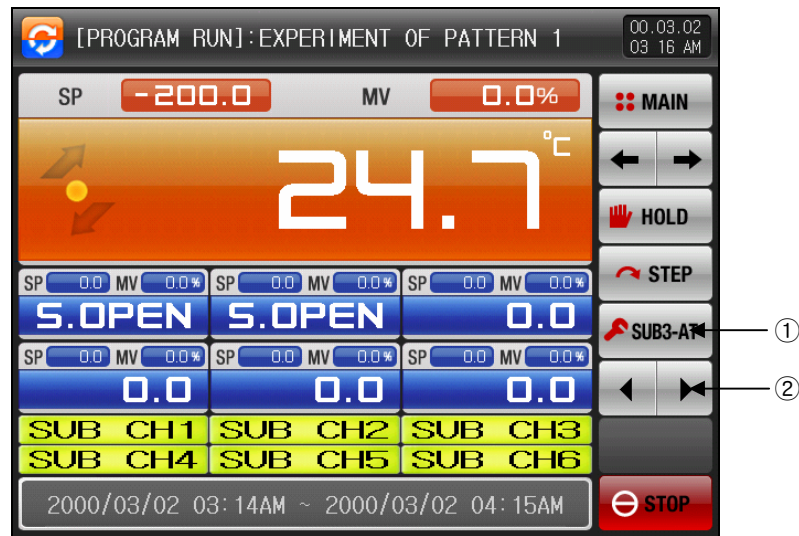 [PROGRAM RUN]:EXPERIMENT OF PATTERN 1
00.03.02
03 16 AM
SP -200.0 MV 0.0%
24.7 °C
SP 0.0 MV 0.0% SP 0.0 MV 0.0% SP 0.0 MV 0.0%
S.OPEN S.OPEN 0.0
SP 0.0 MV 0.0% SP 0.0 MV 0.0% SP 0.0 MV 0.0%
0.0 0.0 0.0
SUB CH1 SUB CH2 SUB CH3
SUB CH4 SUB CH5 SUB CH6
2000/03/02 03:14AM ~ 2000/03/02 04:15AM
MAIN
HOLD
STEP
SUB3-AT
STOP
①
②